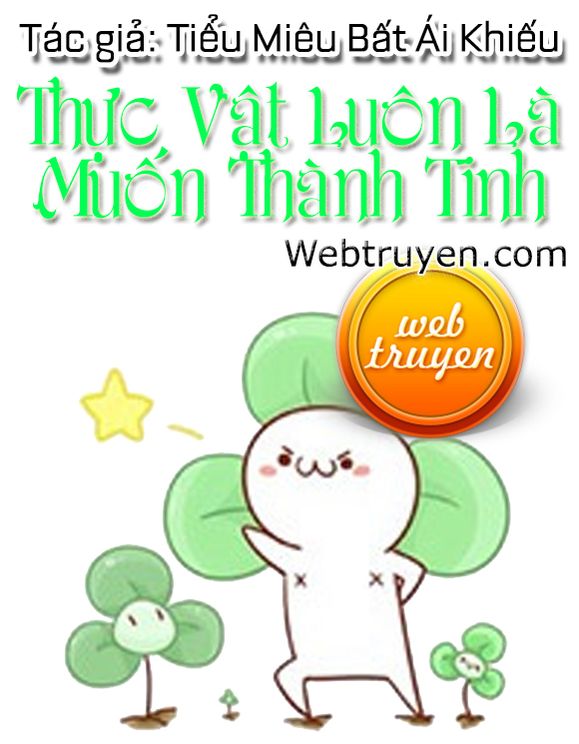 Tác giả: Tiểu Miêu Bất Ái Khiếu
Thực Vật Luôn Là
Muốn Thành Tinh
Webtruyen.com
web
truyen